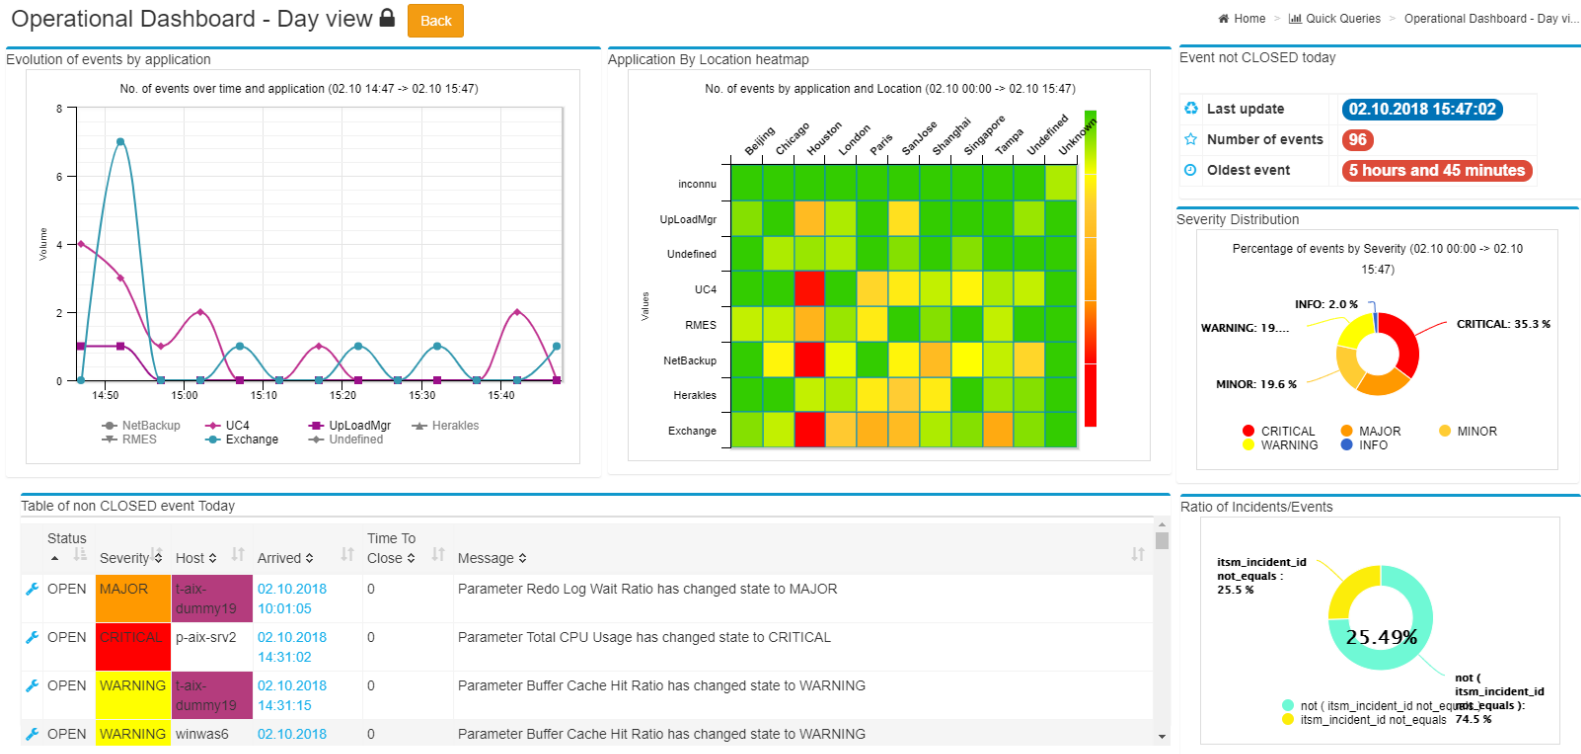 Operational Dashboard - Day view
Back
Home > Quick Queries > Operational Dashboard - Day vi...
Evolution of events by application
No. of events over time and application (02.10 14:47 -> 02.10 15:47)
Volume
8
6
4
2
0
14:50 15:00 15:10 15:20 15:30 15:40
NetBackup UC4 UpLoadMgr Herakles
RMES Exchange Undefined
Application By Location heatmap
No. of events by application and Location (02.10 00:00 -> 02.10 15:47)
Beijing Chicago Houston London Paris SanJose Shanghai Singapore Tampa Undefined Unknown
Values
inconnu
UpLoadMgr
Undefined
UC4
RMES
NetBackup
Herakles
Exchange
Event not CLOSED today
Last update 02.10.2018 15:47:02
Number of events 96
Oldest event 5 hours and 45 minutes
Severity Distribution
Percentage of events by Severity (02.10 00:00 -> 02.10
15:47)
INFO: 2.0 %
WARNING: 19....
CRITICAL: 35.3 %
MINOR: 19.6 %
CRITICAL MAJOR MINOR
WARNING INFO
Table of non CLOSED event Today
Status Severity Host Arrived Time To Close Message
OPEN MAJOR t-aix-dummy19 02.10.2018 10:01:05 0 Parameter Redo Log Wait Ratio has changed state to MAJOR
OPEN CRITICAL p-aix-srv2 02.10.2018 14:31:02 0 Parameter Total CPU Usage has changed state to CRITICAL
OPEN WARNING t-aix-dummy19 02.10.2018 14:31:15 0 Parameter Buffer Cache Hit Ratio has changed state to WARNING
OPEN WARNING winwas6 02.10.2018 0 Parameter Buffer Cache Hit Ratio has changed state to WARNING
Ratio of Incidents/Events
itsm_incident_id
not_equals :
25.5 %
25.49%
not (
itsm_incident_id
not_equals ):
74.5 %
not ( itsm_incident_id not_equals )
itsm_incident_id not_equals